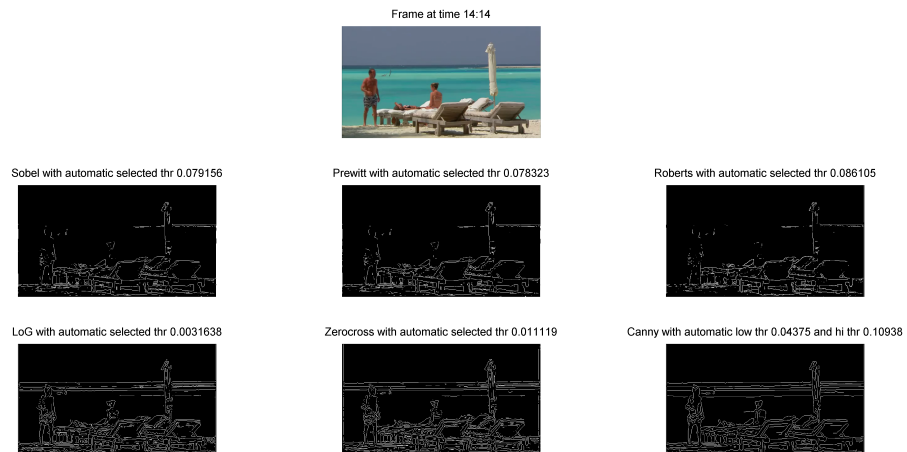 Frame at time 14:14
Sobel with automatic selected thr 0.079156
Prewitt with automatic selected thr 0.078323
Roberts with automatic selected thr 0.086105
LoG with automatic selected thr 0.0031638
Zerocross with automatic selected thr 0.011119
Canny with automatic low thr 0.04375 and hi thr 0.10938